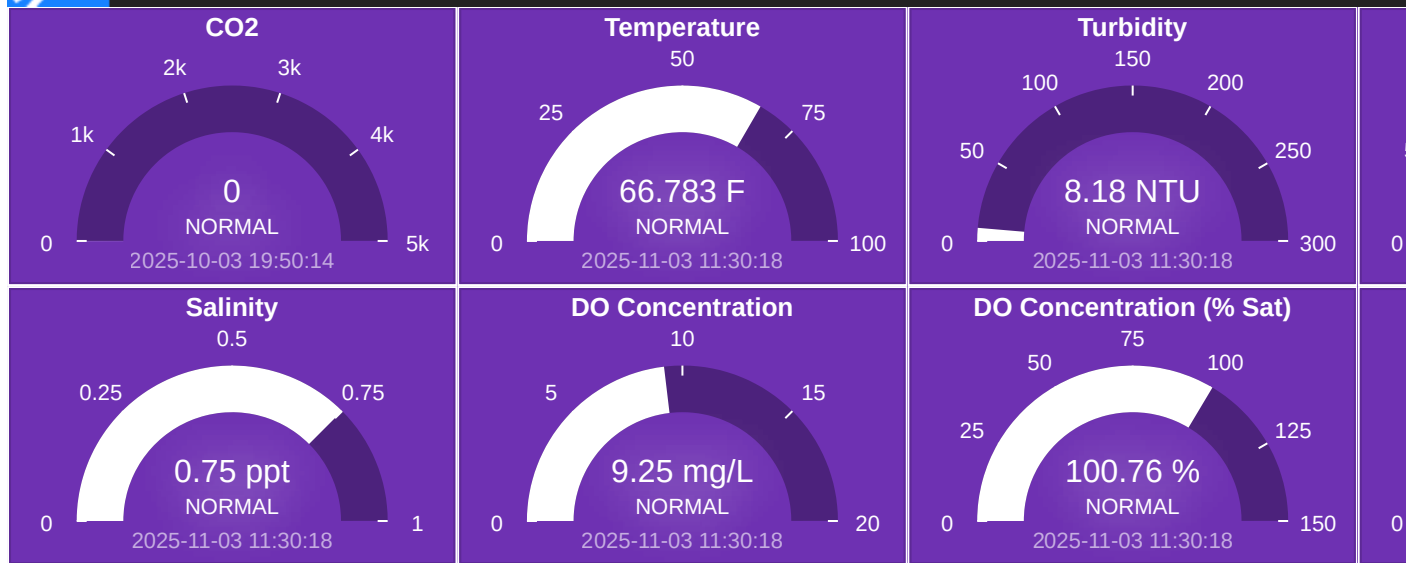 CO2
0
1k
2k
3k
4k
5k
0
NORMAL
2025-10-03 19:50:14
Temperature
0
25
50
75
100
66.783 F
NORMAL
2025-11-03 11:30:18
Turbidity
0
50
100
150
200
250
300
8.18 NTU
NORMAL
2025-11-03 11:30:18
0
Salinity
0
0.25
0.5
0.75
1
0.75 ppt
NORMAL
2025-11-03 11:30:18
DO Concentration
0
5
10
15
20
9.25 mg/L
NORMAL
2025-11-03 11:30:18
DO Concentration (% Sat)
0
25
50
75
100
125
150
100.76 %
NORMAL
2025-11-03 11:30:18
0